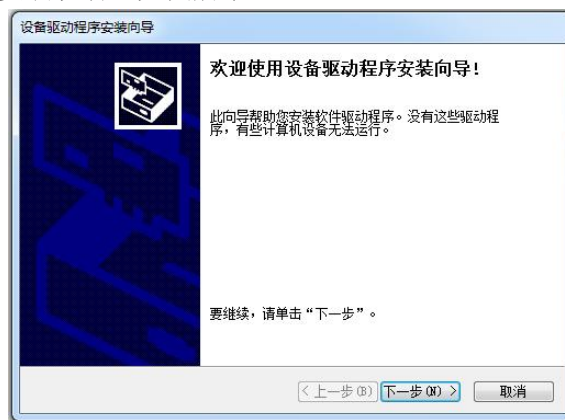 设备驱动程序安装向导
欢迎使用设备驱动程序安装向导!
此向导帮助您安装软件驱动程序。没有这些驱动程
序，有些计算机设备无法运行。
要继续，请单击“下一步”。
< 上一步(B) 下一步(N) > 取消